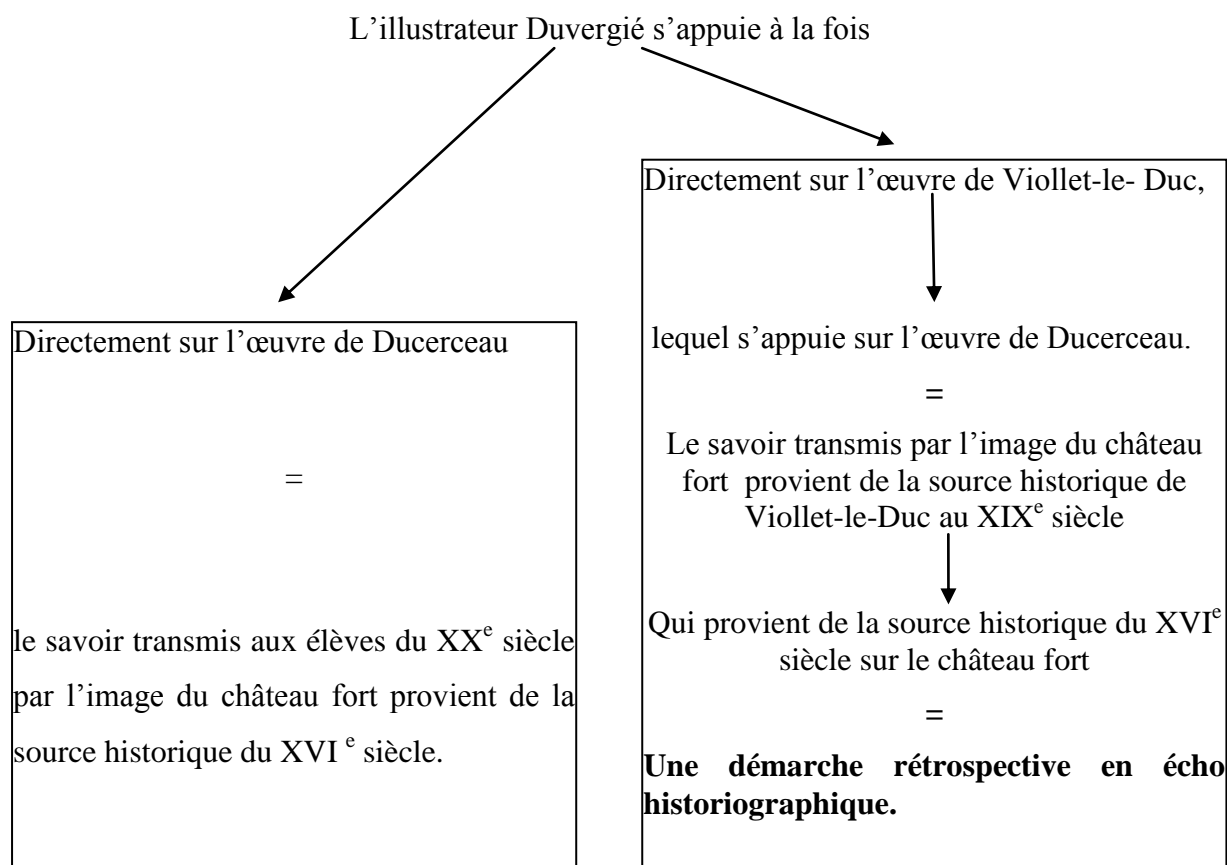 L’illustrateur Duvergié s’appuie à la fois
Directement sur l’œuvre de Ducerceau
=
le savoir transmis aux élèves du XXe siècle
par l’image du château fort provient de la
source historique du XVI e siècle.
Directement sur l’œuvre de Viollet-le- Duc,
lequel s’appuie sur l’œuvre de Ducerceau.
=
Le savoir transmis par l’image du château
fort provient de la source historique de
Viollet-le-Duc au XIXe siècle
Qui provient de la source historique du XVIe
siècle sur le château fort
=
Une démarche rétrospective en écho
historiographique.